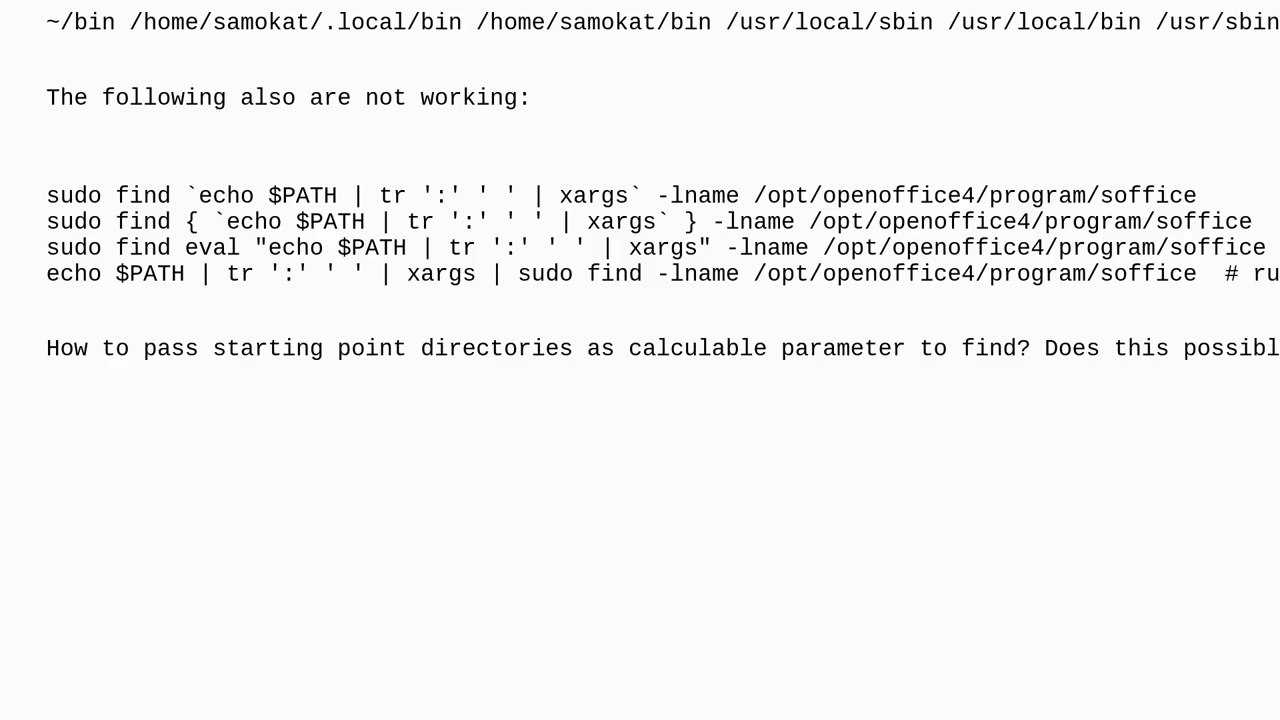 ~/bin /home/samokat/.local/bin /home/samokat/bin /usr/local/sbin /usr/local/bin /usr/sbin
The following also are not working:
sudo find `echo $PATH | tr ':' ' ' | xargs` -lname /opt/openoffice4/program/soffice
sudo find { `echo $PATH | tr ':' ' ' | xargs` } -lname /opt/openoffice4/program/soffice
sudo find eval "echo $PATH | tr ':' ' ' | xargs" -lname /opt/openoffice4/program/soffice
echo $PATH | tr ':' ' ' | xargs | sudo find -lname /opt/openoffice4/program/soffice  # ru
How to pass starting point directories as calculable parameter to find? Does this possibl